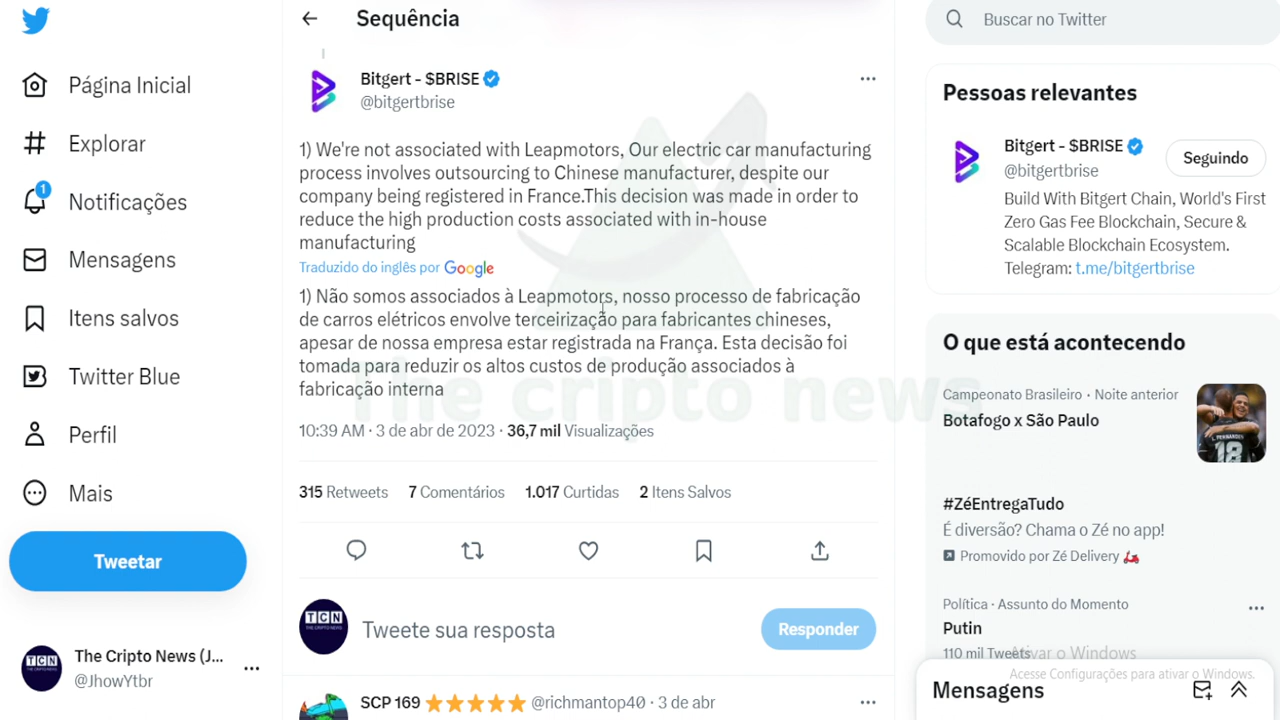 Sequência
Buscar no Twitter
Página Inicial
Explorar
1
Notificações
Mensagens
Itens salvos
Twitter Blue
Perfil
Mais
Tweetar
TCN
The Cripto News (J...
@JhowYtbr
Bitgert - $BRISE
@bitgertbrise
1) We're not associated with Leapmotors, Our electric car manufacturing
process involves outsourcing to Chinese manufacturer, despite our
company being registered in France.This decision was made in order to
reduce the high production costs associated with in-house
manufacturing
Traduzido do inglês por Google
1) Não somos associados à Leapmotors, nosso processo de fabricação
de carros elétricos envolve terceirização para fabricantes chineses,
apesar de nossa empresa estar registrada na França. Esta decisão foi
tomada para reduzir os altos custos de produção associados à
fabricação interna
The cripto news
10:39 AM · 3 de abr de 2023 · 36,7 mil Visualizações
315 Retweets 7 Comentários 1.017 Curtidas 2 Itens Salvos
TCN
Tweete sua resposta
Responder
SCP 169 @richmantop40 · 3 de abr
Pessoas relevantes
Bitgert - $BRISE
@bitgertbrise
Seguindo
Build With Bitgert Chain, World's First
Zero Gas Fee Blockchain, Secure &
Scalable Blockchain Ecosystem.
Telegram: t.me/bitgertbrise
O que está acontecendo
Campeonato Brasileiro · Noite anterior
Botafogo x São Paulo
18
#ZéEntregaTudo
É diversão? Chama o Zé no app!
Promovido por Zé Delivery
Política · Assunto do Momento
Putin
110 mil Tweets
Ativar o Windows
Acesse Configurações para ativar o Windows.
Mensagens